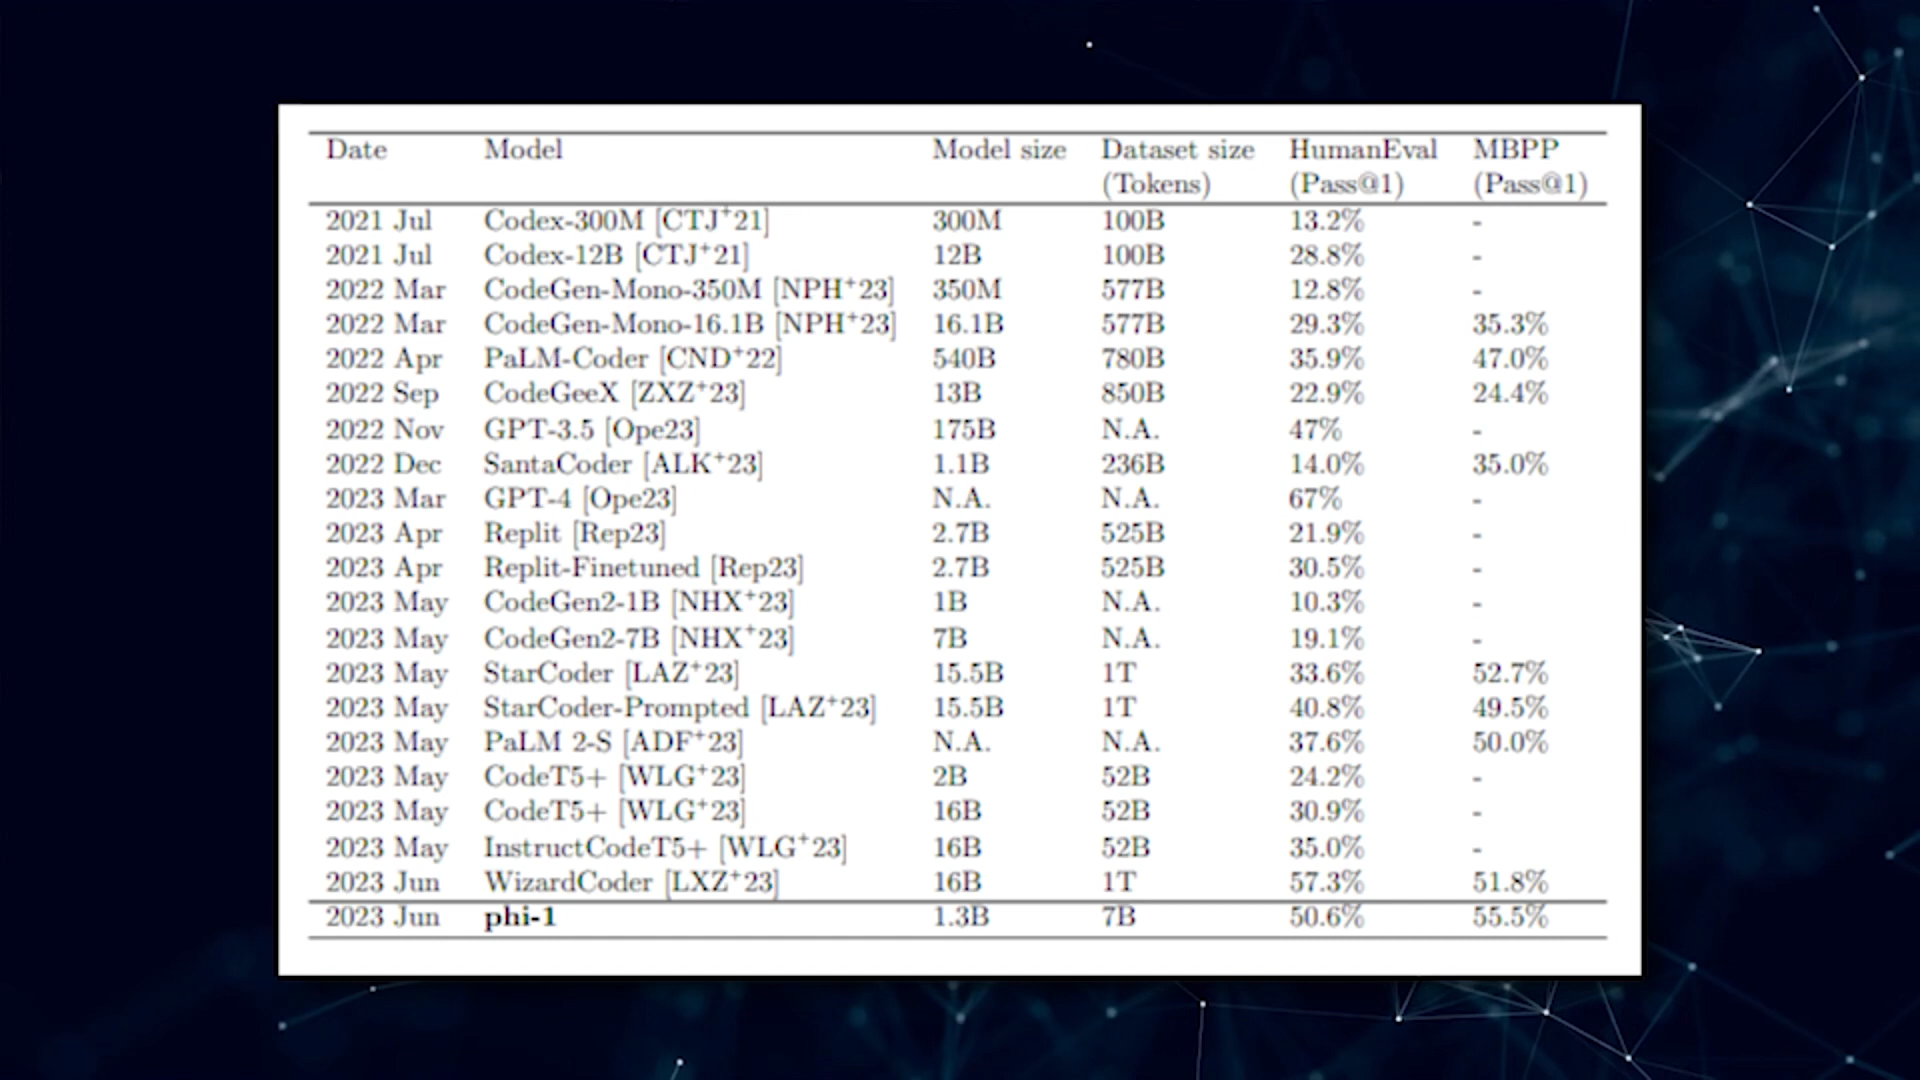 Date Model Model size Dataset size HumanEval MBPP
(Tokens) (Pass@1) (Pass@1)
2021 Jul Codex-300M [CTJ+21] 300M 100B 13.2% -
2021 Jul Codex-12B [CTJ+21] 12B 100B 28.8% -
2022 Mar CodeGen-Mono-350M [NPH+23] 350M 577B 12.8% -
2022 Mar CodeGen-Mono-16.1B [NPH+23] 16.1B 577B 29.3% 35.3%
2022 Apr PaLM-Coder [CND+22] 540B 780B 35.9% 47.0%
2022 Sep CodeGeeX [ZXZ+23] 13B 850B 22.9% 24.4%
2022 Nov GPT-3.5 [Ope23] 175B N.A. 47% -
2022 Dec SantaCoder [ALK+23] 1.1B 236B 14.0% 35.0%
2023 Mar GPT-4 [Ope23] N.A. N.A. 67% -
2023 Apr Replit [Rep23] 2.7B 525B 21.9% -
2023 Apr Replit-Finetuned [Rep23] 2.7B 525B 30.5% -
2023 May CodeGen2-1B [NHX+23] 1B N.A. 10.3% -
2023 May CodeGen2-7B [NHX+23] 7B N.A. 19.1% -
2023 May StarCoder [LAZ+23] 15.5B 1T 33.6% 52.7%
2023 May StarCoder-Prompted [LAZ+23] 15.5B 1T 40.8% 49.5%
2023 May PaLM 2-S [ADF+23] N.A. N.A. 37.6% 50.0%
2023 May CodeT5+ [WLG+23] 2B 52B 24.2% -
2023 May CodeT5+ [WLG+23] 16B 52B 30.9% -
2023 May InstructCodeT5+ [WLG+23] 16B 52B 35.0% -
2023 Jun WizardCoder [LXZ+23] 16B 1T 57.3% 51.8%
2023 Jun phi-1 1.3B 7B 50.6% 55.5%